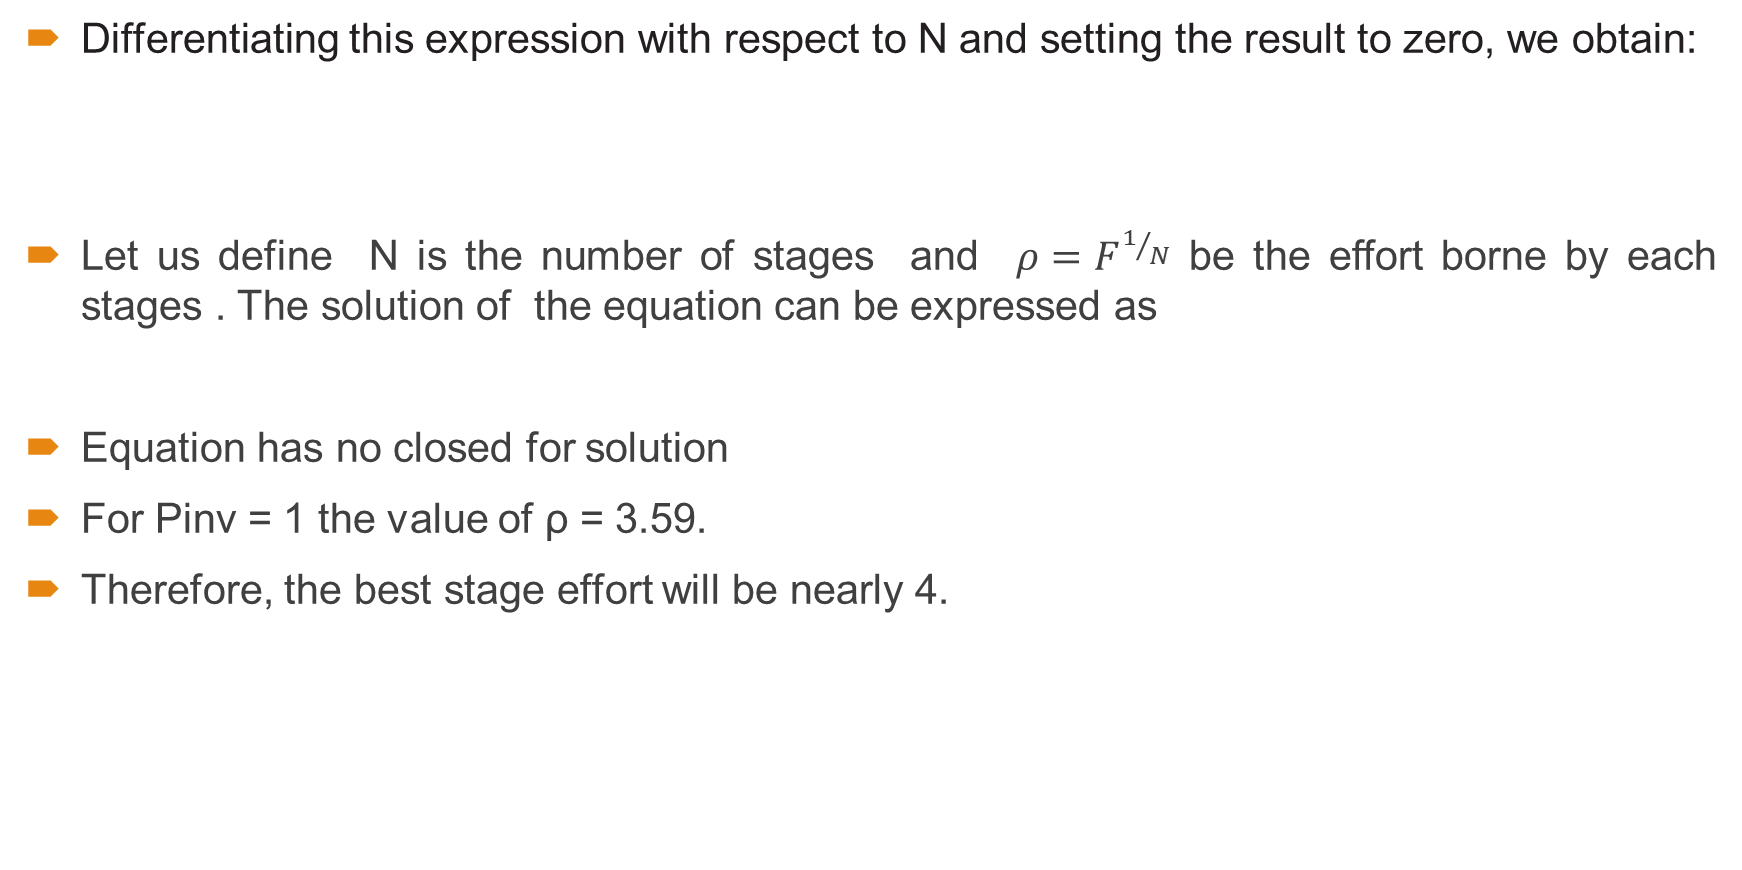 Differentiating this expression with respect to N and setting the result to zero, we obtain:
Let us define N is the number of stages and ρ = F^1/N be the effort borne by each
stages . The solution of the equation can be expressed as
Equation has no closed for solution
For Pinv = 1 the value of ρ = 3.59.
Therefore, the best stage effort will be nearly 4.